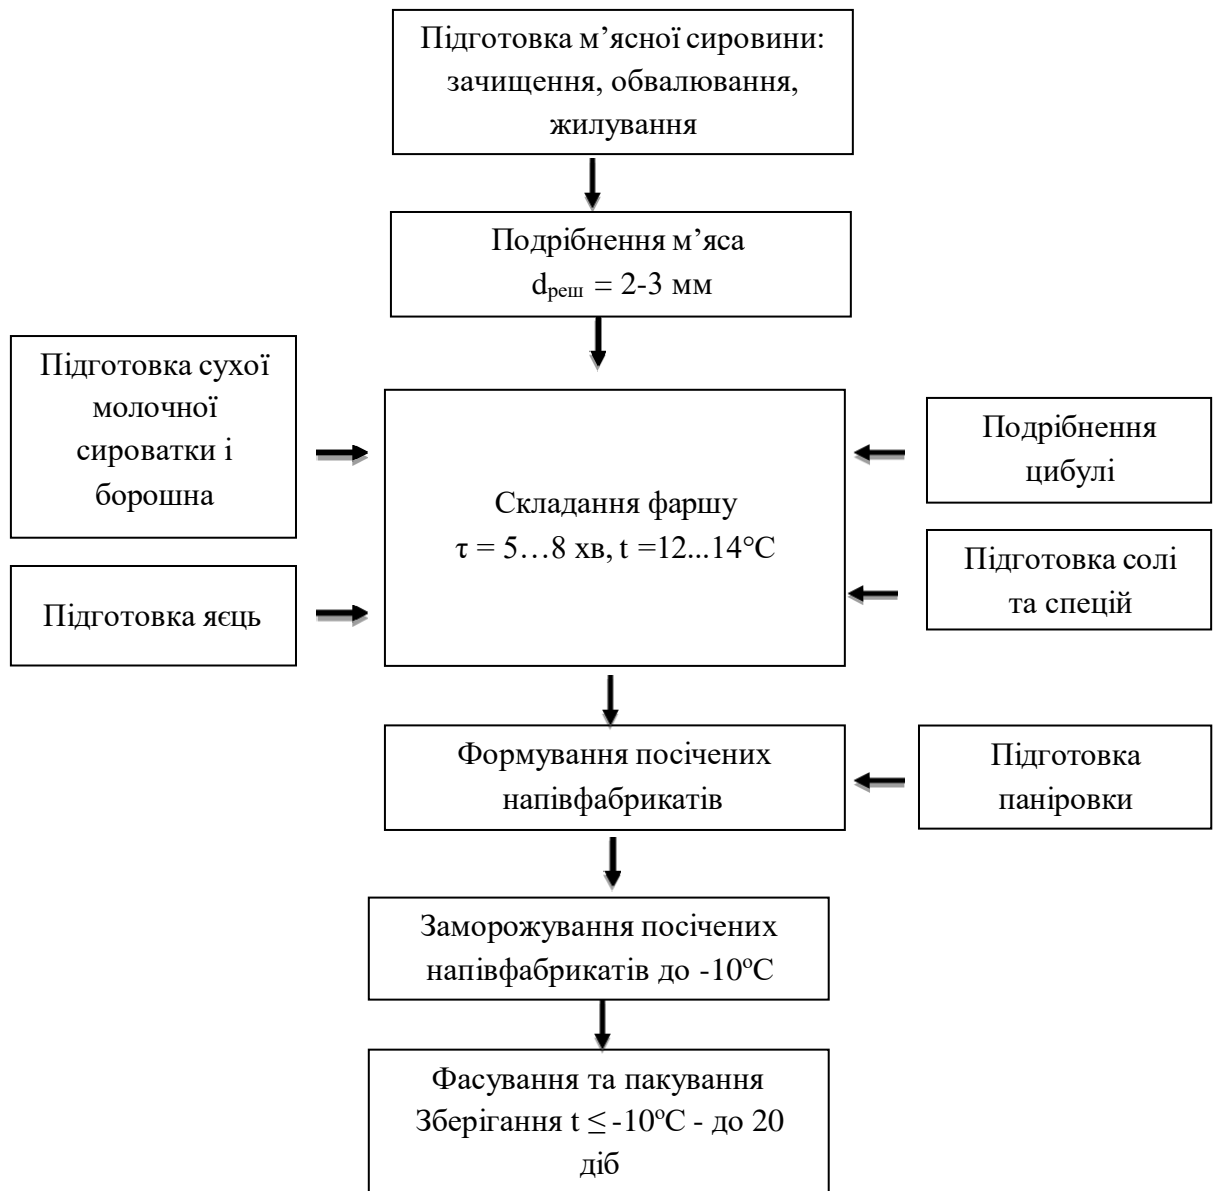 Підготовка м’ясної сировини:
зачищення, обвалювання,
жилування
Подрібнення м’яса
dреш = 2-3 мм
Підготовка сухої
молочної
сироватки і
борошна
Підготовка яєць
Складання фаршу
τ = 5…8 хв, t =12...14°C
Подрібнення
цибулі
Підготовка солі
та спецій
Формування посічених
напівфабрикатів
Підготовка
паніровки
Заморожування посічених
напівфабрикатів до -10ºС
Фасування та пакування
Зберігання t ≤ -10ºС - до 20
діб